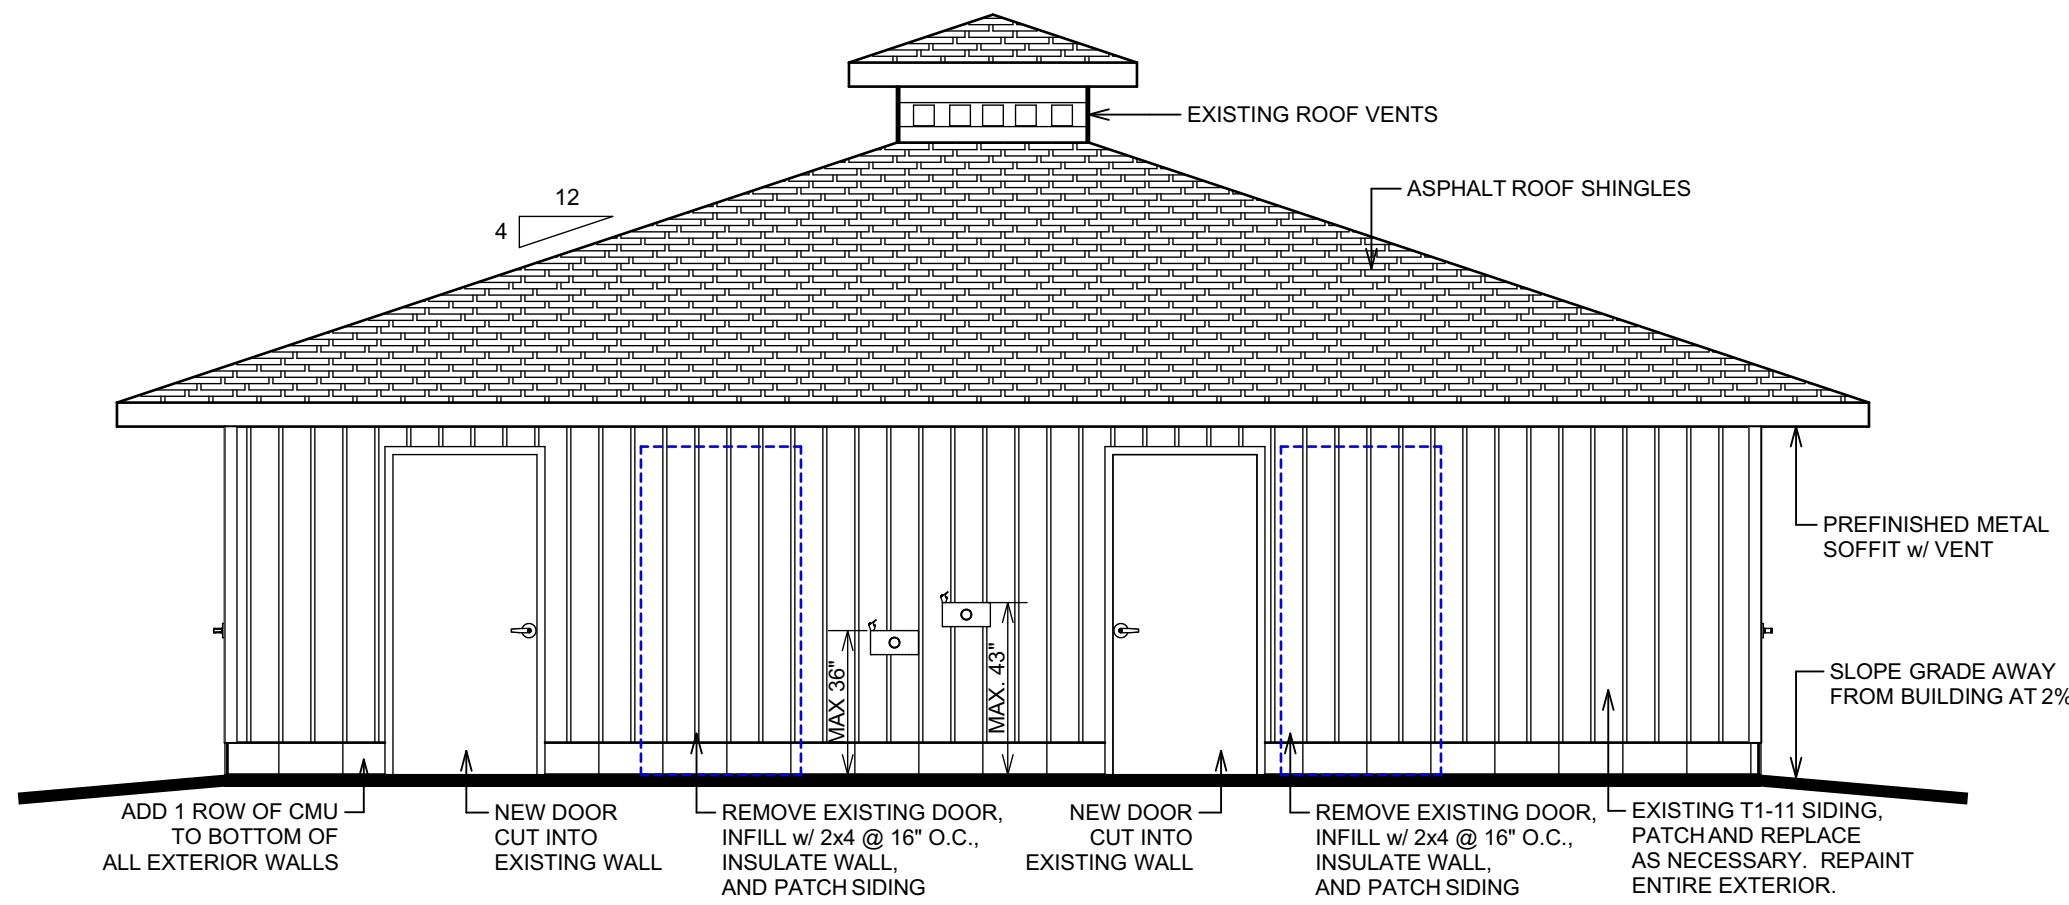 EXISTING ROOF VENTS
ASPHALT ROOF SHINGLES
12
4
PREFINISHED METAL
SOFFIT w/ VENT
MAX 36"
MAX. 43"
SLOPE GRADE AWAY
FROM BUILDING AT 2%
ADD 1 ROW OF CMU
TO BOTTOM OF
ALL EXTERIOR WALLS
NEW DOOR
CUT INTO
EXISTING WALL
REMOVE EXISTING DOOR,
INFILL w/ 2x4 @ 16" O.C.,
INSULATE WALL,
AND PATCH SIDING
NEW DOOR
CUT INTO
EXISTING WALL
REMOVE EXISTING DOOR,
INFILL w/ 2x4 @ 16" O.C.,
INSULATE WALL,
AND PATCH SIDING
EXISTING T1-11 SIDING,
PATCH AND REPLACE
AS NECESSARY. REPAINT
ENTIRE EXTERIOR.